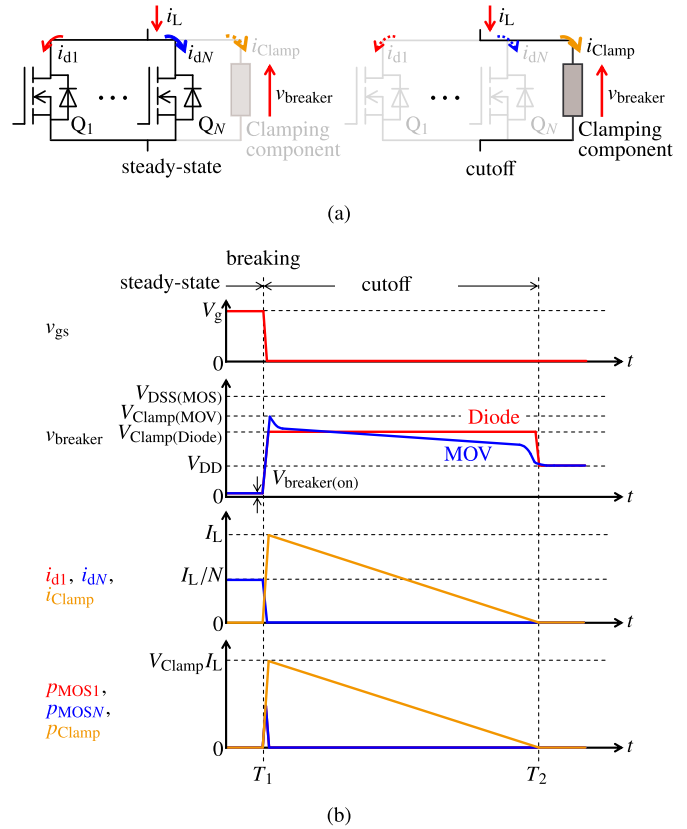 i_L i_L
i_d1 i_dN i_Clamp i_d1 i_dN i_Clamp
v_breaker v_breaker
Q_1 ... Q_N Clamping component ... Clamping component
Q_1 Q_N
steady-state cutoff
(a)
breaking
steady-state cutoff
V_g
v_gs
0 t
V_DSS(MOS)
V_Clamp(MOV)
Diode
v_breaker V_Clamp(Diode)
MOV
V_DD
V_breaker(on)
0 t
I_L
i_d1, i_dN, I_L/N
i_Clamp
0 t
V_Clamp I_L
p_MOS1,
p_MOSN,
p_Clamp
0 t
T_1 T_2
(b)